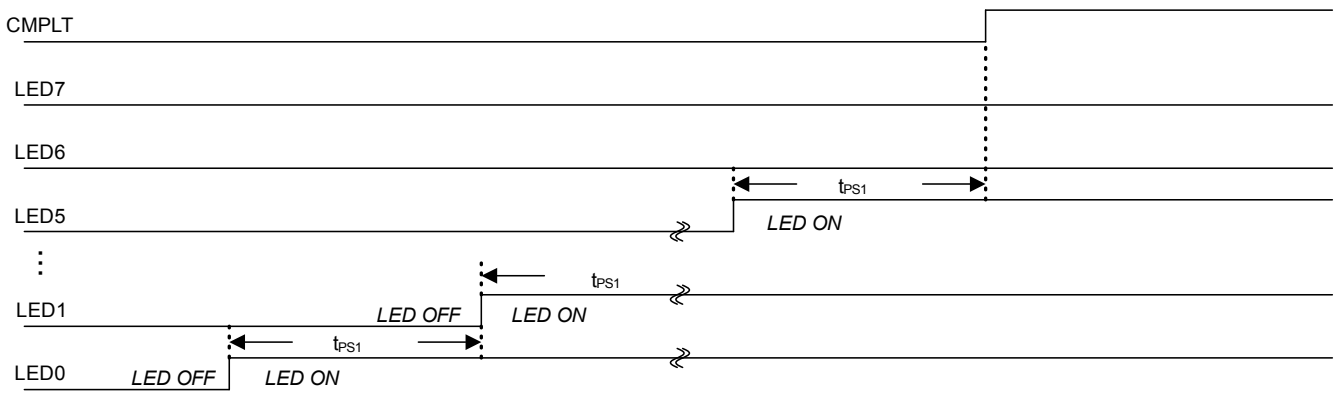 CMPLT
LED7
LED6
tPS1
LED5
LED ON
⋮
tPS1
LED1
LED OFF LED ON
tPS1
LED0
LED OFF LED ON